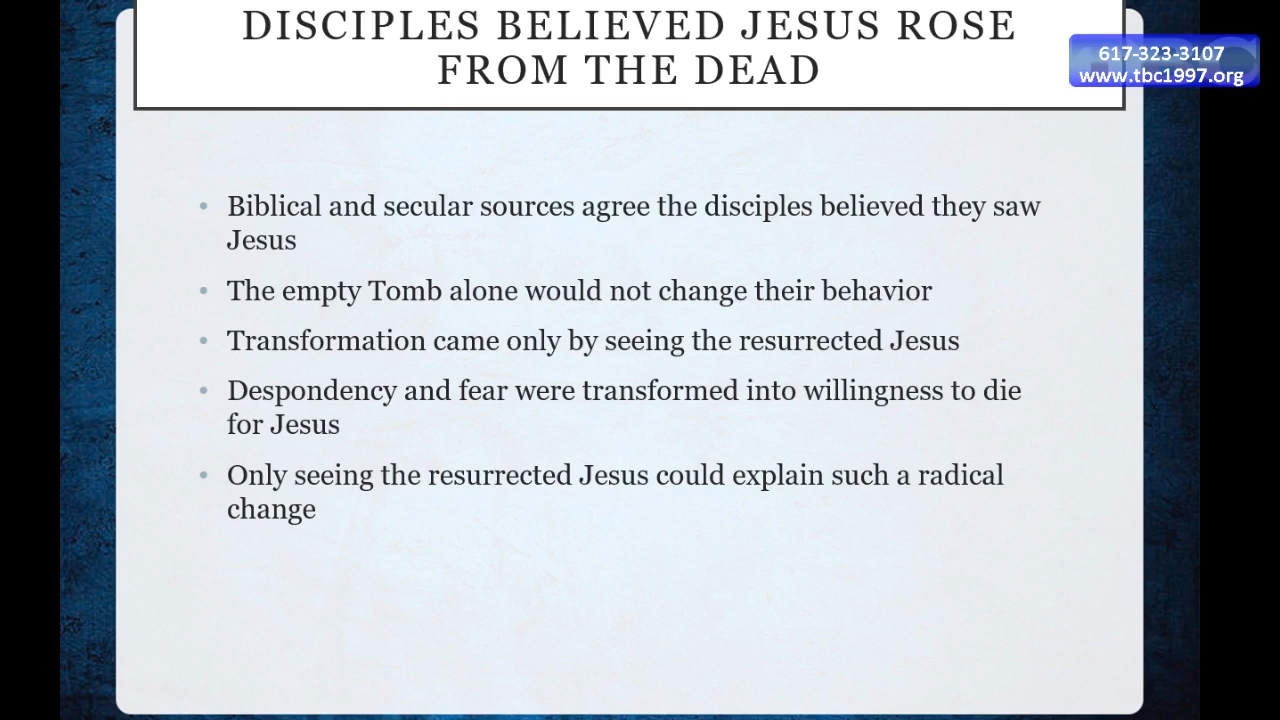 DISCIPLES BELIEVED JESUS ROSE
FROM THE DEAD
617-323-3107
www.tbc1997.org
• Biblical and secular sources agree the disciples believed they saw
Jesus
• The empty Tomb alone would not change their behavior
• Transformation came only by seeing the resurrected Jesus
• Despondency and fear were transformed into willingness to die
for Jesus
• Only seeing the resurrected Jesus could explain such a radical
change